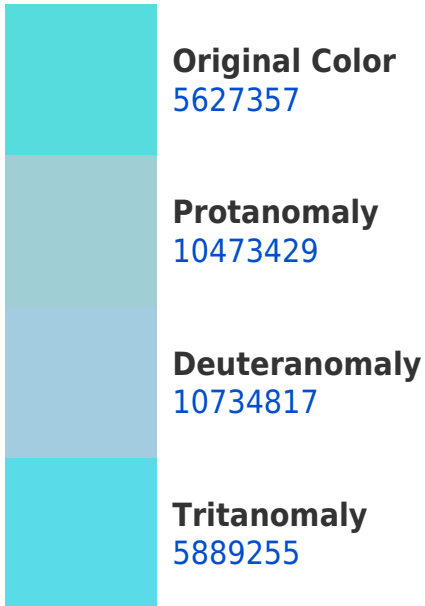 Original Color
5627357
Protanomaly
10473429
Deuteranomaly
10734817
Tritanomaly
5889255